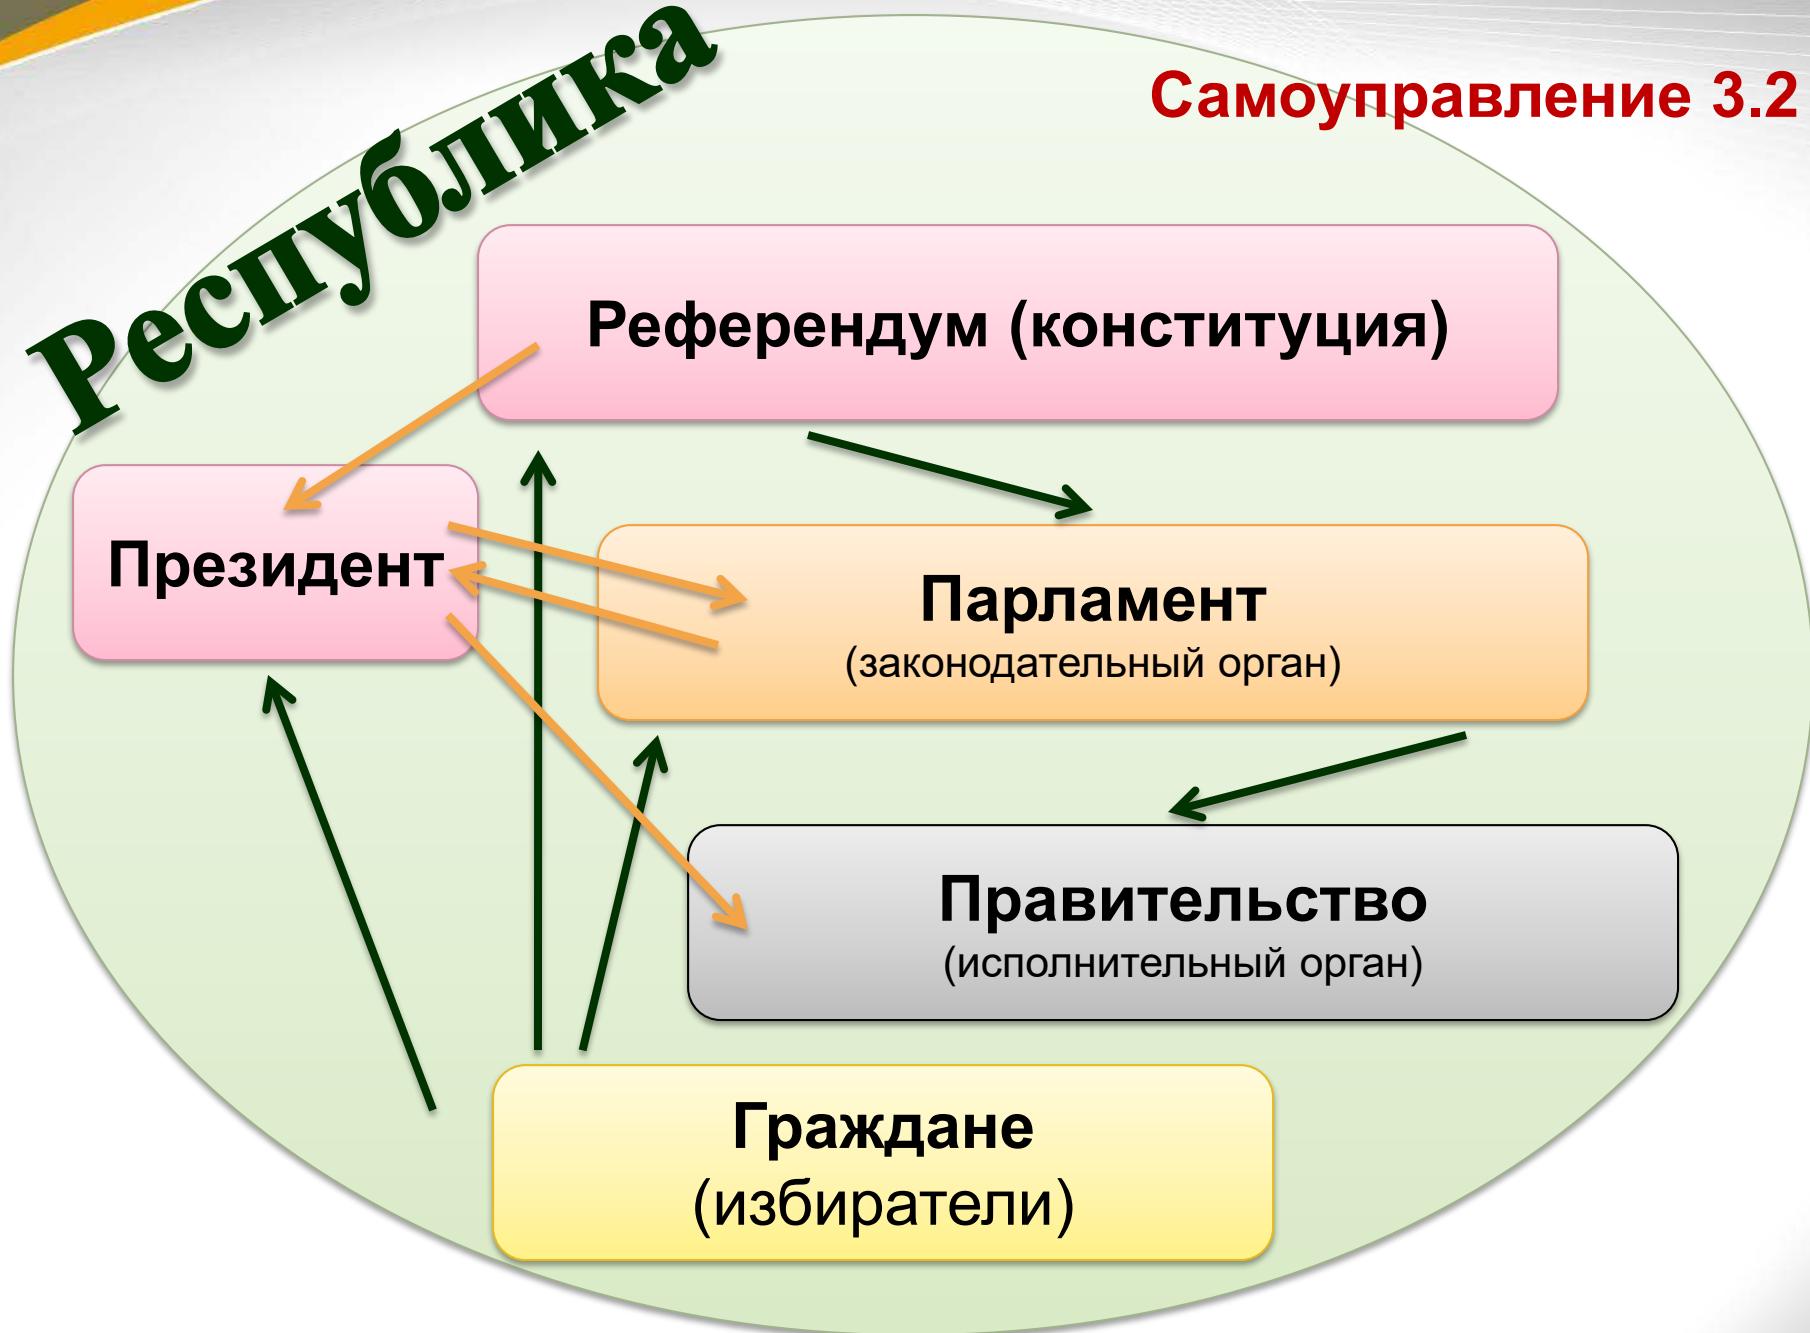 Республика
Самоуправление 3.2
Референдум (конституция)
Президент
Парламент
(законодательный орган)
Правительство
(исполнительный орган)
Граждане
(избиратели)